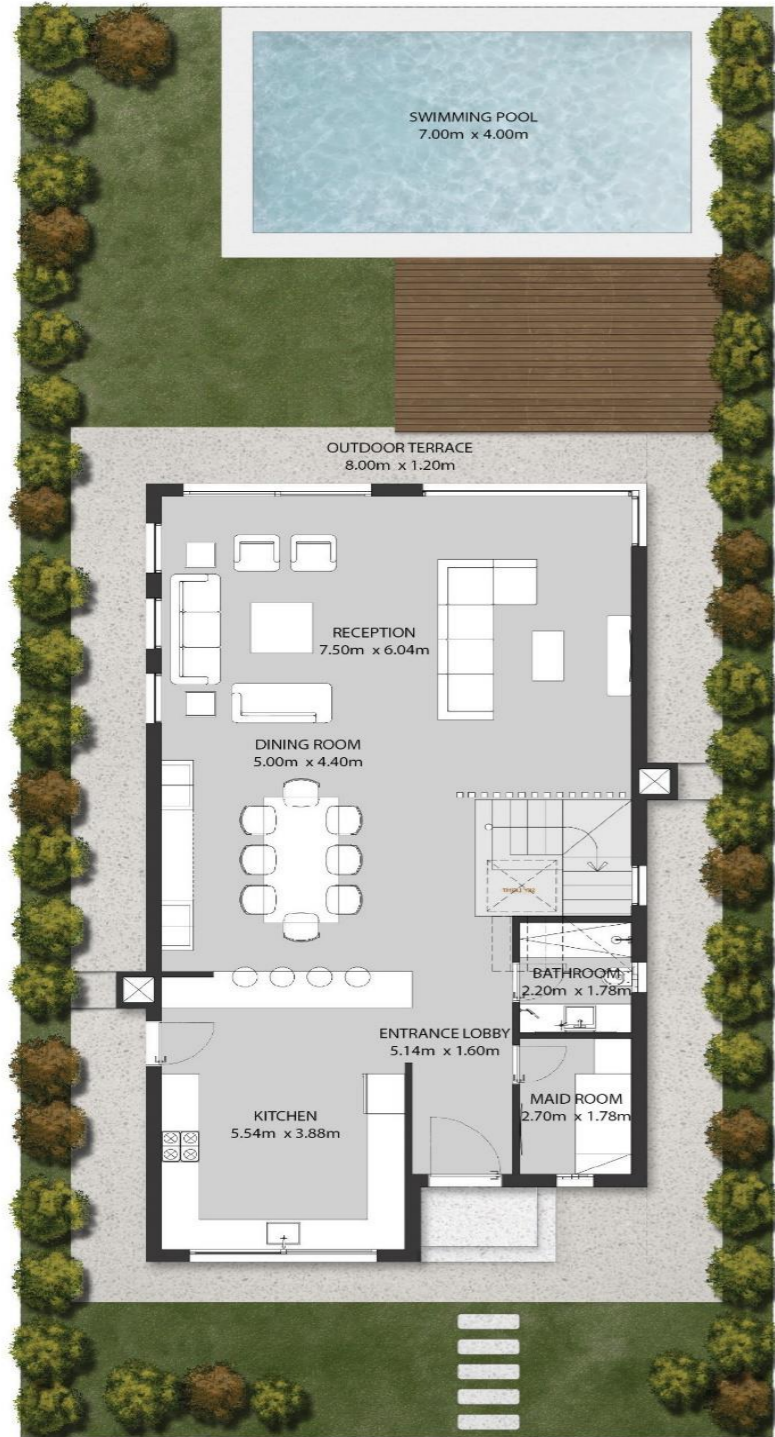 SWIMMING POOL
7.00m x 4.00m
OUTDOOR TERRACE
8.00m x 1.20m
RECEPTION
7.50m x 6.04m
DINING ROOM
5.00m x 4.40m
BATHROOM
2.20m x 1.78m
ENTRANCE LOBBY
5.14m x 1.60m
MAID ROOM
2.70m x 1.78m
KITCHEN
5.54m x 3.88m